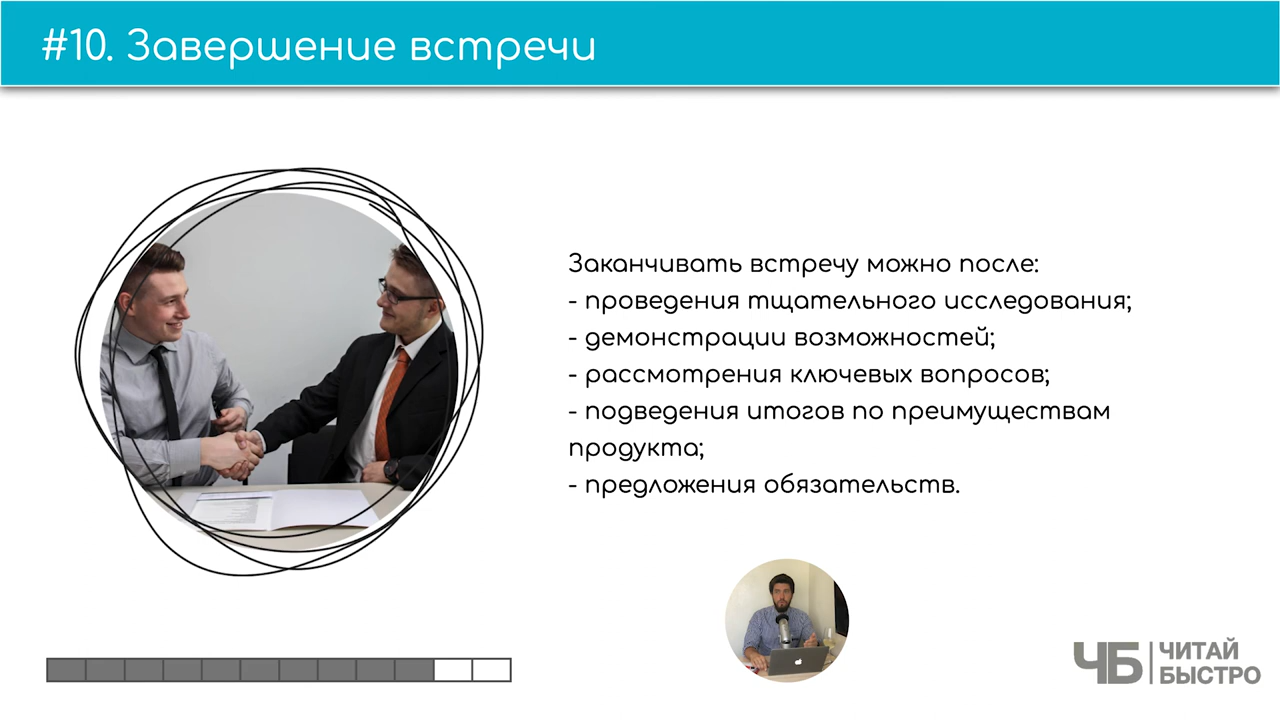 #10. Завершение встречи
Заканчивать встречу можно после:
- проведения тщательного исследования;
- демонстрации возможностей;
- рассмотрения ключевых вопросов;
- подведения итогов по преимуществам
продукта;
- предложения обязательств.
ЧБ
ЧИТАЙ
БЫСТРО